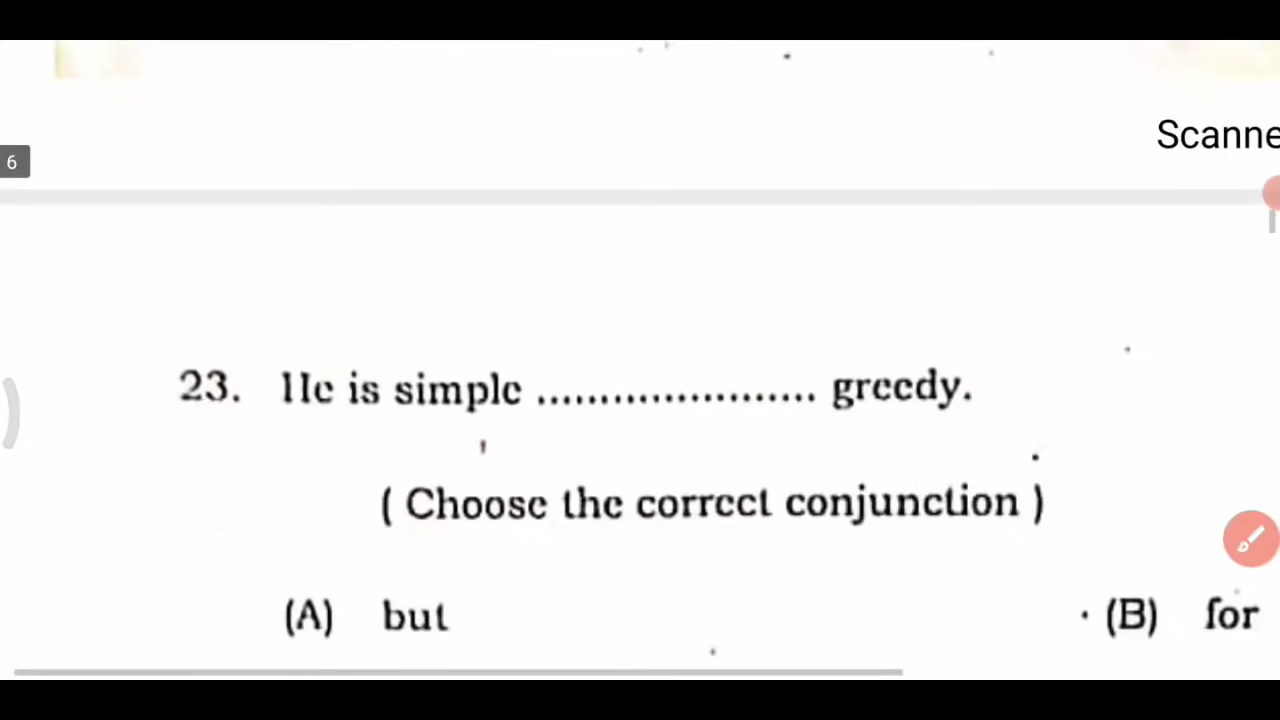 Scanne
6
23. He is simple ...................... greedy.
( Choose the correct conjunction )
(A) but (B) for